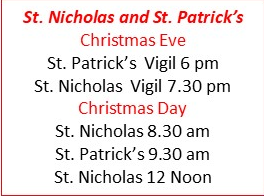 St. Nicholas and St. Patrick's
Christmas Eve
St. Patrick's Vigil 6 pm
St. Nicholas Vigil 7.30 pm
Christmas Day
St. Nicholas 8.30 am
St. Patrick's 9.30 am
St. Nicholas 12 Noon